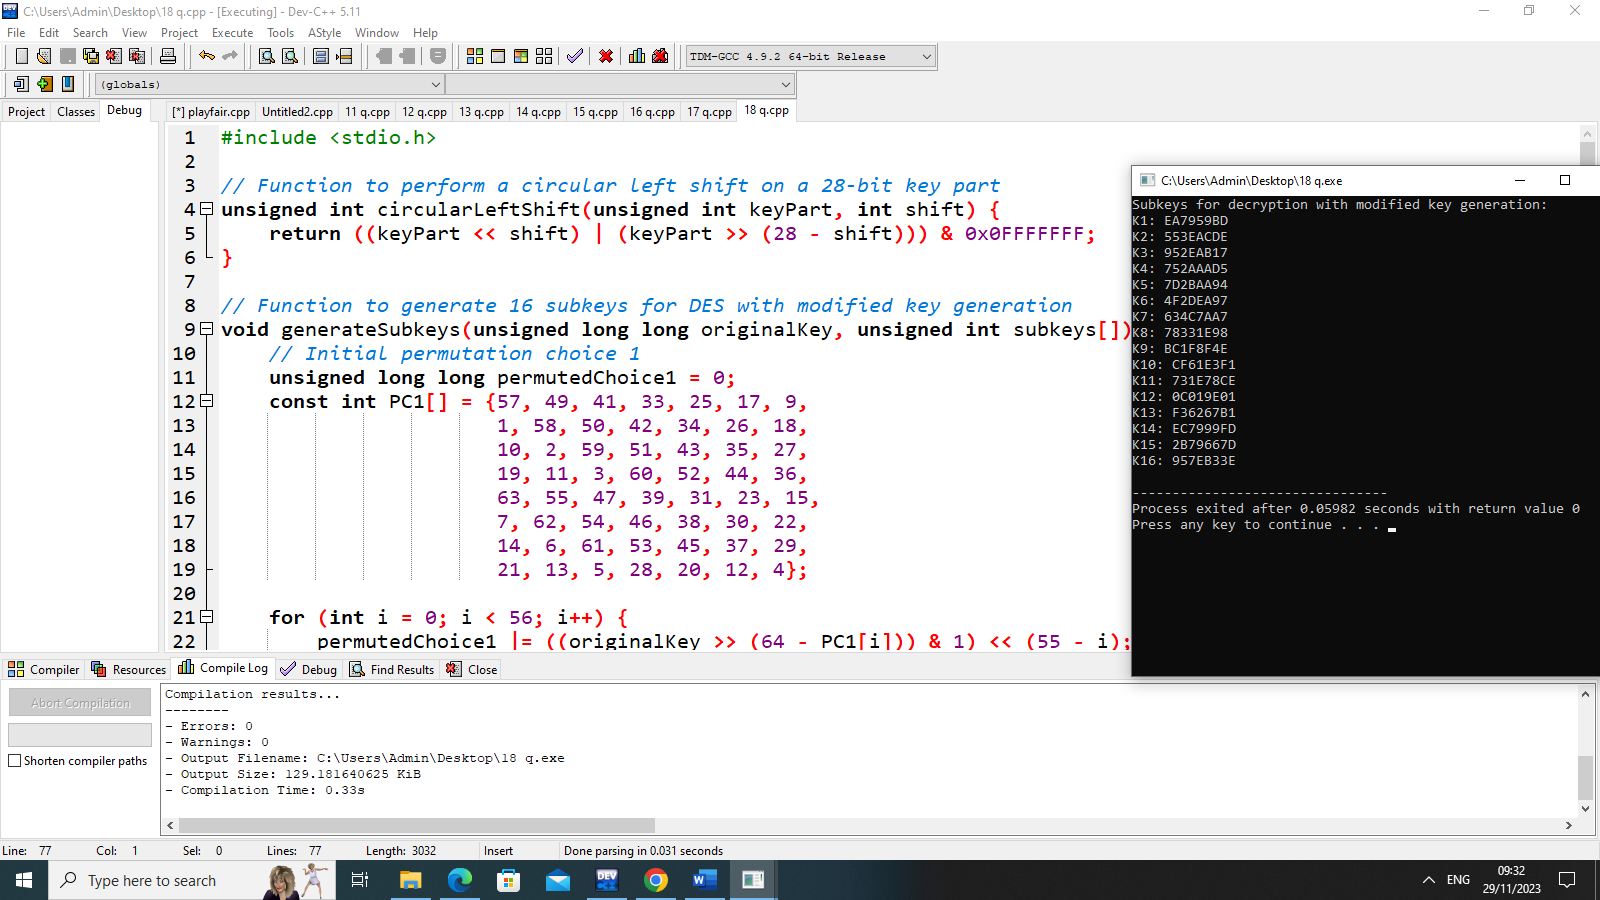 C:\Users\Admin\Desktop\18 q.cpp - [Executing] - Dev-C++ 5.11
File Edit Search View Project Execute Tools AStyle Window Help
TDM-GCC 4.9.2 64-bit Release
(globals)
Project Classes Debug
[*] playfair.cpp Untitled2.cpp 11 q.cpp 12 q.cpp 13 q.cpp 14 q.cpp 15 q.cpp 16 q.cpp 17 q.cpp 18 q.cpp
1 #include <stdio.h>
2
3 // Function to perform a circular left shift on a 28-bit key part
4 unsigned int circularLeftShift(unsigned int keyPart, int shift) {
5 return ((keyPart << shift) | (keyPart >> (28 - shift))) & 0x0FFFFFFF;
6 }
7
8 // Function to generate 16 subkeys for DES with modified key generation
9 void generateSubkeys(unsigned long long originalKey, unsigned int subkeys[])
10 // Initial permutation choice 1
11 unsigned long long permutedChoice1 = 0;
12 const int PC1[] = {57, 49, 41, 33, 25, 17, 9,
13 1, 58, 50, 42, 34, 26, 18,
14 10, 2, 59, 51, 43, 35, 27,
15 19, 11, 3, 60, 52, 44, 36,
16 63, 55, 47, 39, 31, 23, 15,
17 7, 62, 54, 46, 38, 30, 22,
18 14, 6, 61, 53, 45, 37, 29,
19 21, 13, 5, 28, 20, 12, 4};
20
21 for (int i = 0; i < 56; i++) {
22 permutedChoice1 |= ((originalKey >> (64 - PC1[i])) & 1) << (55 - i);
C:\Users\Admin\Desktop\18 q.exe
Subkeys for decryption with modified key generation:
K1: EA7959BD
K2: 553EACDE
K3: 952EAB17
K4: 752AAAD5
K5: 7D2BAA94
K6: 4F2DEA97
K7: 634C7AA7
K8: 78331E98
K9: BC1F8F4E
K10: CF61E3F1
K11: 731E78CE
K12: 0C019E01
K13: F36267B1
K14: EC7999FD
K15: 2B79667D
K16: 957EB33E
--------------------------------
Process exited after 0.05982 seconds with return value 0
Press any key to continue . . .
Compiler Resources Compile Log Debug Find Results Close
Abort Compilation
Shorten compiler paths
Compilation results...
--------
- Errors: 0
- Warnings: 0
- Output Filename: C:\Users\Admin\Desktop\18 q.exe
- Output Size: 129.181640625 KiB
- Compilation Time: 0.33s
Line: 77 Col: 1 Sel: 0 Lines: 77 Length: 3032 Insert Done parsing in 0.031 seconds
Type here to search
DEV C++
W
ENG
09:32
29/11/2023